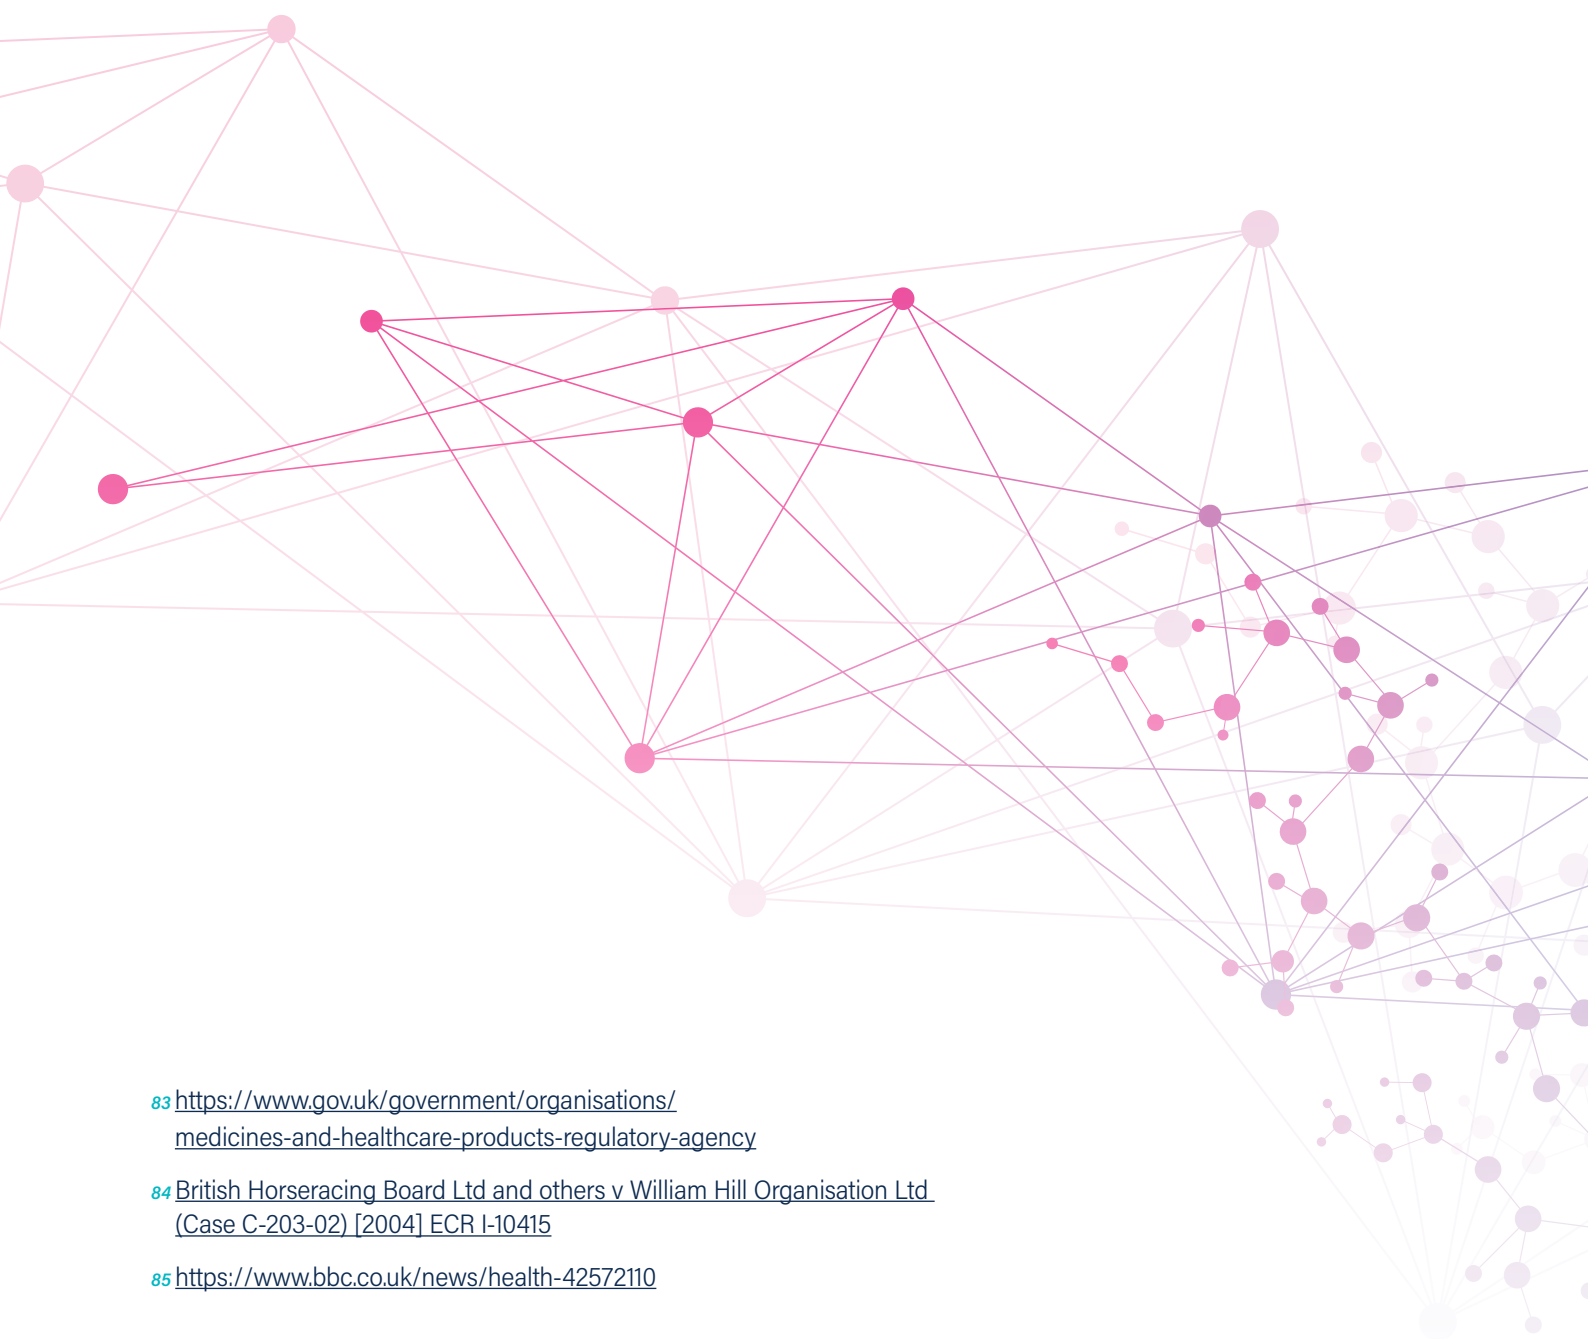 83 https://www.gov.uk/government/organisations/
medicines-and-healthcare-products-regulatory-agency
84 British Horseracing Board Ltd and others v William Hill Organisation Ltd
(Case C-203-02) [2004] ECR I-10415
85 https://www.bbc.co.uk/news/health-42572110